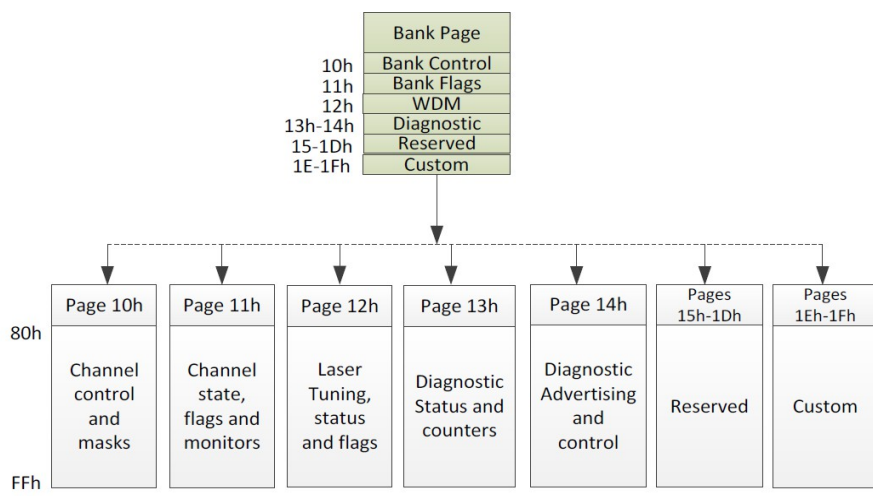 Bank Page
10h Bank Control
11h Bank Flags
12h WDM
13h-14h Diagnostic
15-1Dh Reserved
1E-1Fh Custom
Page 10h
Page 11h
Page 12h
Page 13h
Page 14h
Pages
15h-1Dh
Pages
1Eh-1Fh
80h
Channel
control
and
masks
Channel
state,
flags and
monitors
Laser
Tuning,
status
and flags
Diagnostic
Status and
counters
Diagnostic
Advertising
and
control
Reserved
Custom
FFh